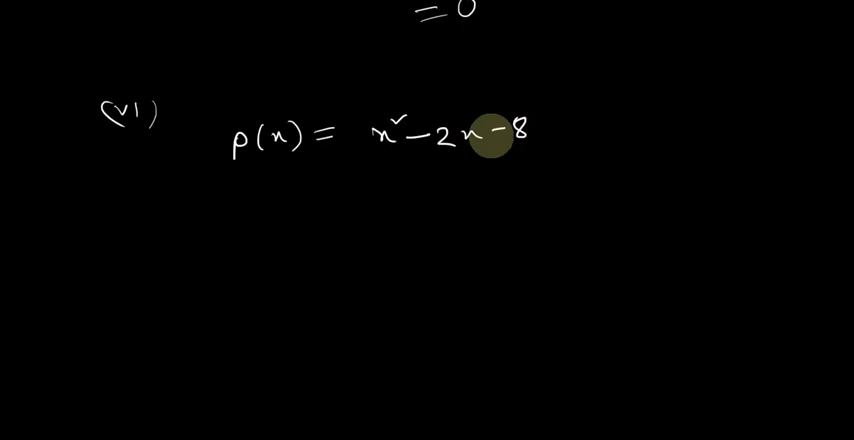 = 0
(VI)
p(x) = x² - 2x - 8